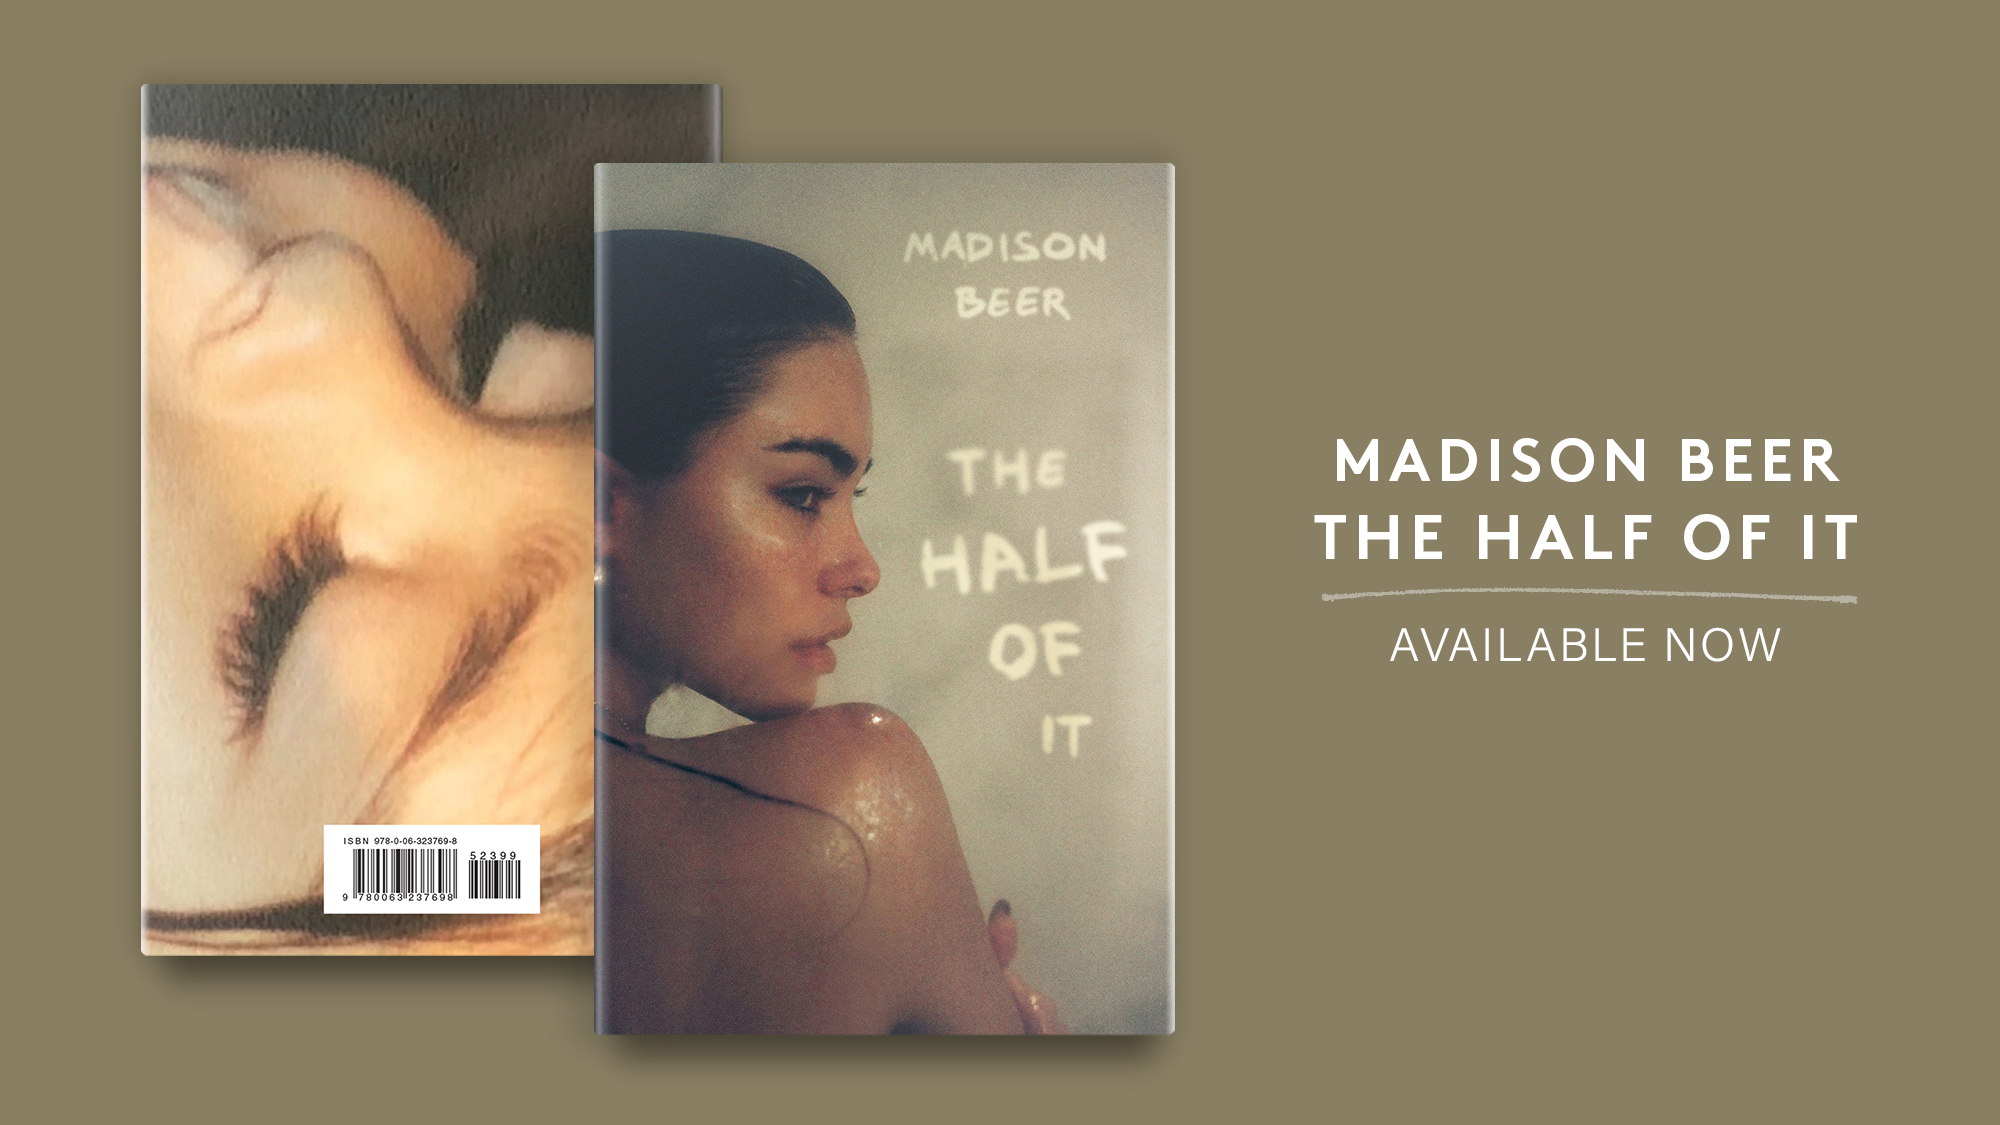 ISBN 978-0-06-323769-8
52399
9 780063 237698
MADISON
BEER
THE
HALF
OF
IT
MADISON BEER
THE HALF OF IT
AVAILABLE NOW